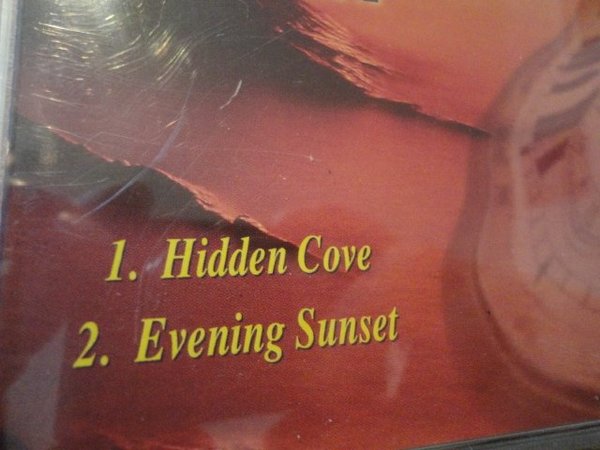 1. Hidden Cove
2. Evening Sunset